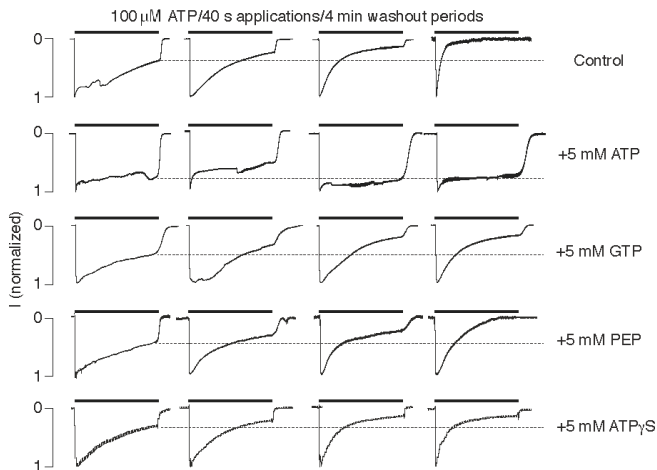 100 µM ATP/40 s applications/4 min washout periods
0
1
Control
0
1
+5 mM ATP
I (normalized)
0
1
+5 mM GTP
0
1
+5 mM PEP
0
1
+5 mM ATPγS